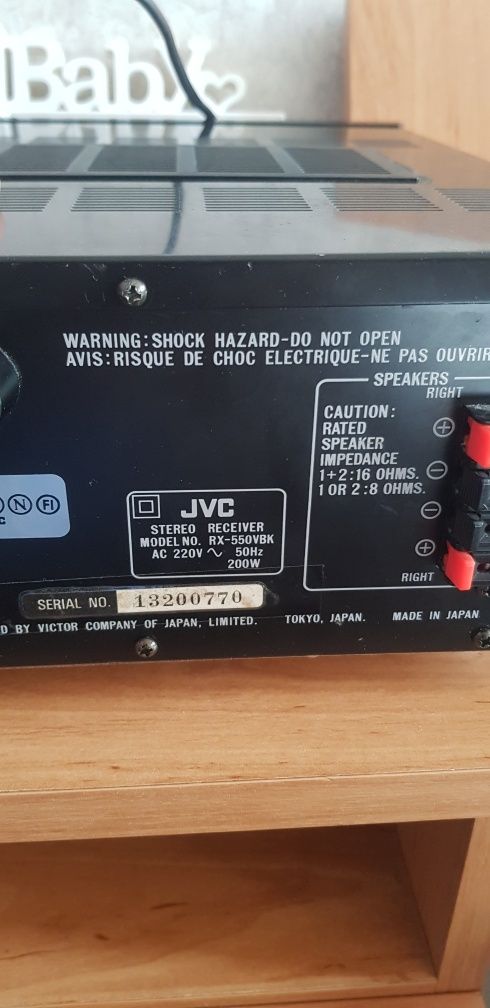 Baby
WARNING:SHOCK HAZARD-DO NOT OPEN
AVIS:RISQUE DE CHOC ELECTRIQUE-NE PAS OUVRIR
SPEAKERS
RIGHT
CAUTION:
RATED
SPEAKER
IMPEDANCE
1+2:16 OHMS.
1 OR 2:8 OHMS.
+
-
-
+
RIGHT
N FI
JVC
STEREO RECEIVER
MODEL NO. RX-550VBK
AC 220V ~ 50Hz
200W
SERIAL NO. 13200770
BY VICTOR COMPANY OF JAPAN, LIMITED. TOKYO, JAPAN. MADE IN JAPAN